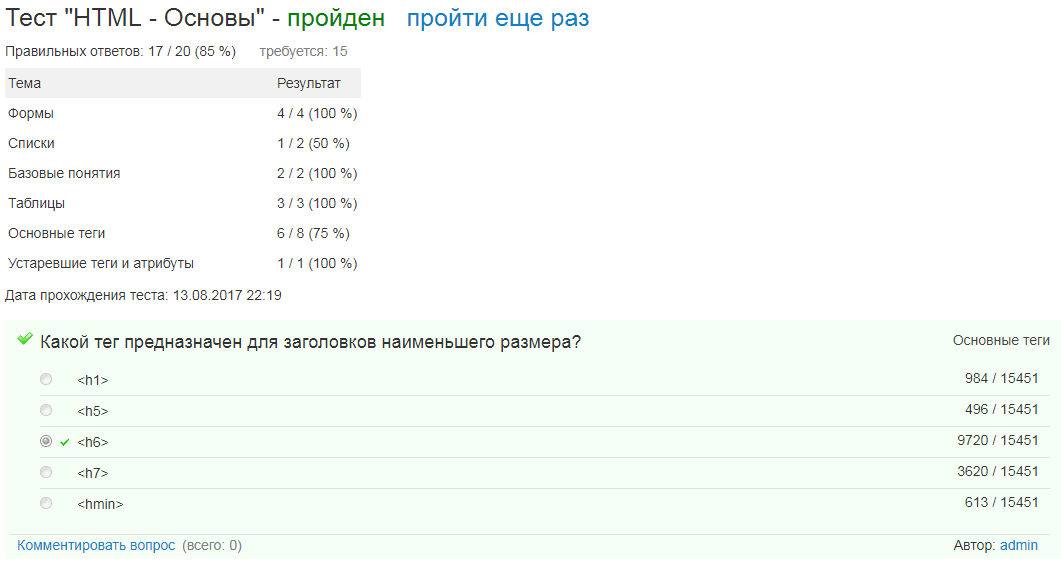 Тест "HTML - Основы" - пройден пройти еще раз
Правильных ответов: 17 / 20 (85 %) требуется: 15
Тема Результат
Формы 4 / 4 (100 %)
Списки 1 / 2 (50 %)
Базовые понятия 2 / 2 (100 %)
Таблицы 3 / 3 (100 %)
Основные теги 6 / 8 (75 %)
Устаревшие теги и атрибуты 1 / 1 (100 %)
Дата прохождения теста: 13.08.2017 22:19
Какой тег предназначен для заголовков наименьшего размера? Основные теги
<h1> 984 / 15451
<h5> 496 / 15451
<h6> 9720 / 15451
<h7> 3620 / 15451
<hmin> 613 / 15451
Комментировать вопрос (всего: 0) Автор: admin